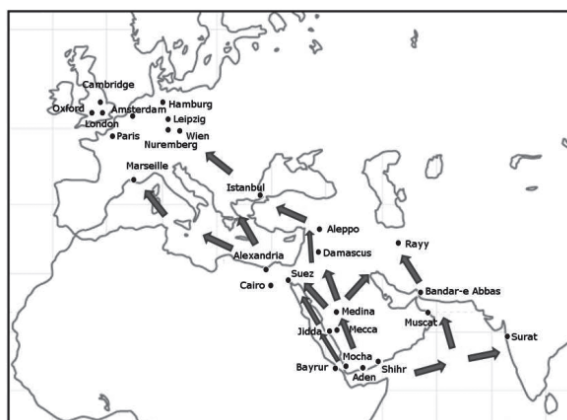 Cambridge
Oxford
Amsterdam
Hamburg
London
Leipzig
Paris
Nuremberg
Wien
Marseille
Istanbul
Aleppo
Rayy
Damascus
Alexandria
Suez
Cairo
Bandar-e Abbas
Medina
Muscat
Jidda
Mecca
Surat
Mocha
Bayrur
Aden
Shihr